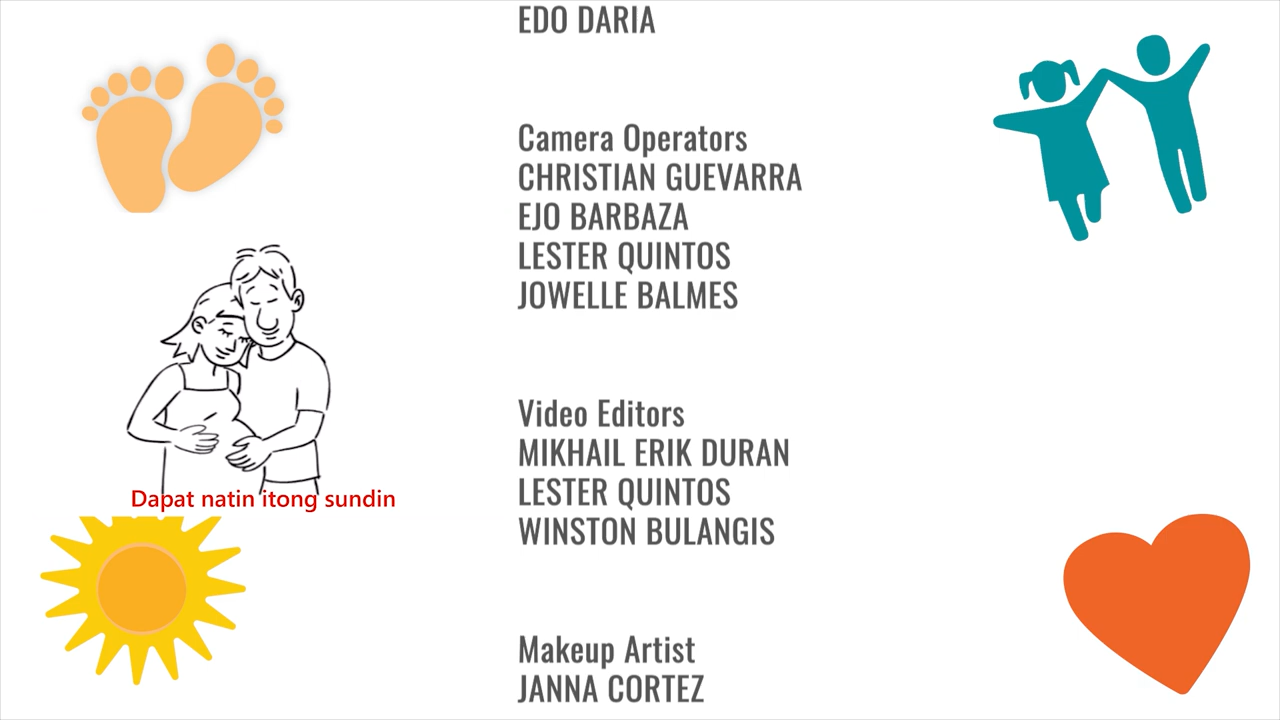 EDO DARIA
Camera Operators
CHRISTIAN GUEVARRA
EJO BARBAZA
LESTER QUINTOS
JOWELLE BALMES
Video Editors
MIKHAIL ERIK DURAN
LESTER QUINTOS
WINSTON BULANGIS
Makeup Artist
JANNA CORTEZ
Dapat natin itong sundin